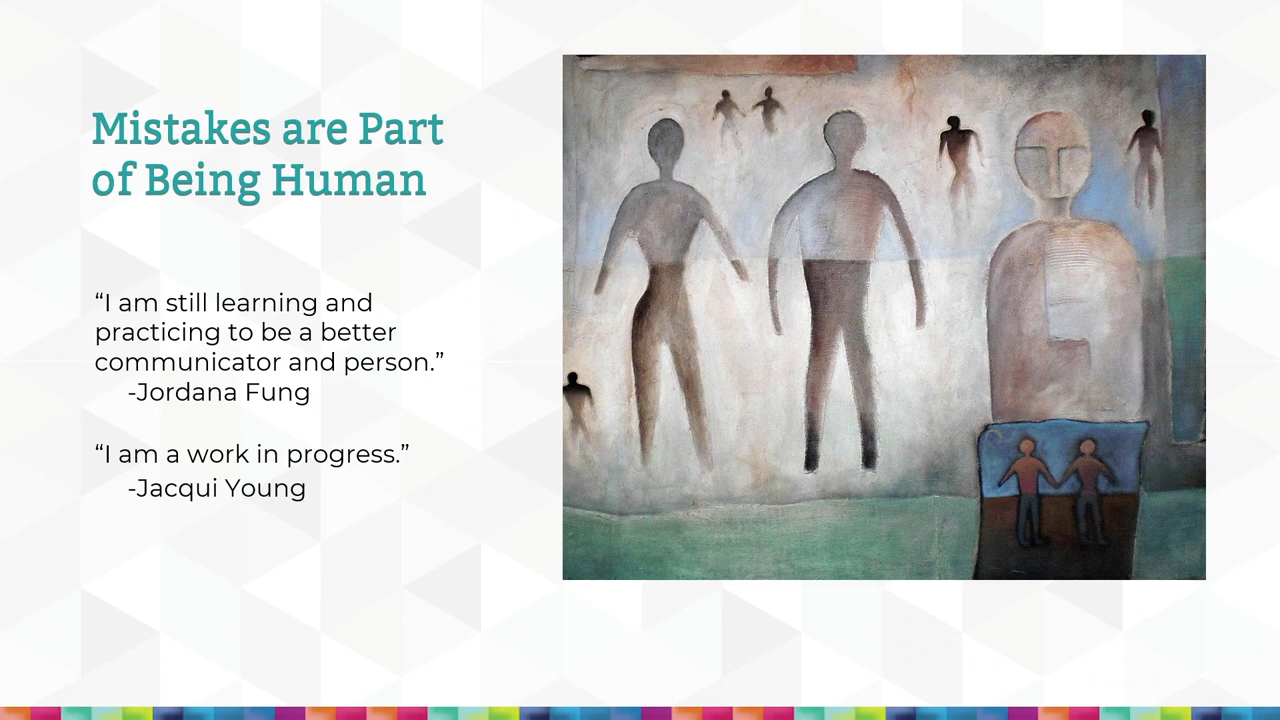 Mistakes are Part
of Being Human
“I am still learning and
practicing to be a better
communicator and person.”
-Jordana Fung
“I am a work in progress.”
-Jacqui Young